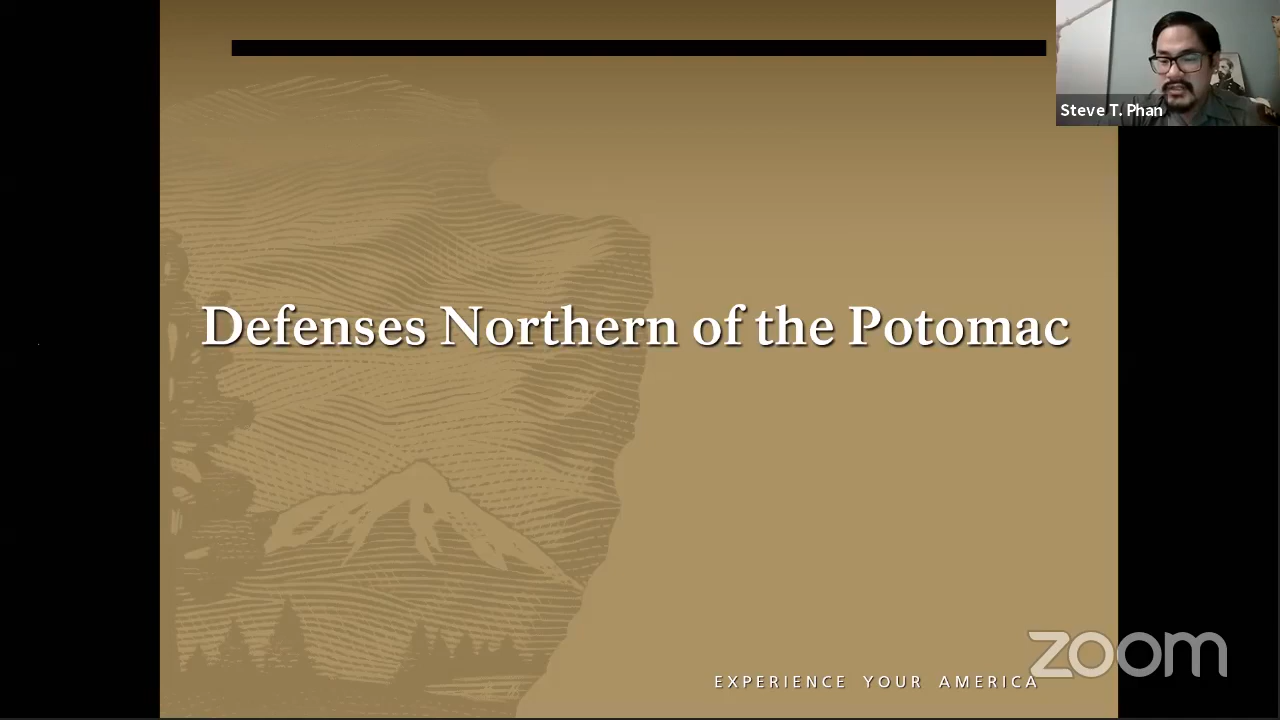 Steve T. Phan
Defenses Northern of the Potomac
EXPERIENCE YOUR AMERICA
zoom